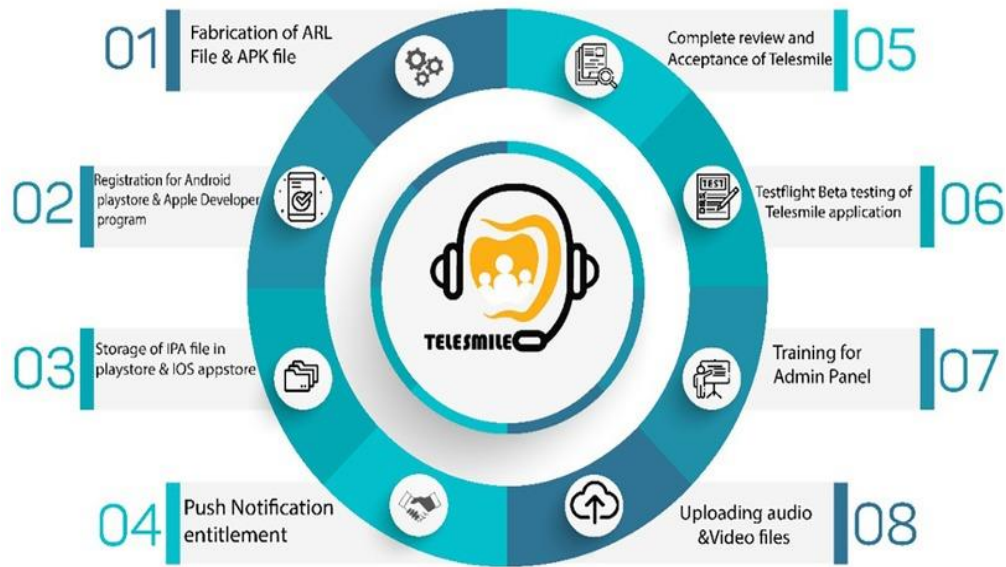 01
Fabrication of ARL
File & APK file
02
Registration for Android
playstore & Apple Developer
program
03
Storage of IPA file in
playstore & IOS appstore
04
Push Notification
entitlement
TELESMILE
05
Complete review and
Acceptance of Telesmile
TEST
06
Testflight Beta testing of
Telesmile application
07
Training for
Admin Panel
08
Uploading audio
&Video files